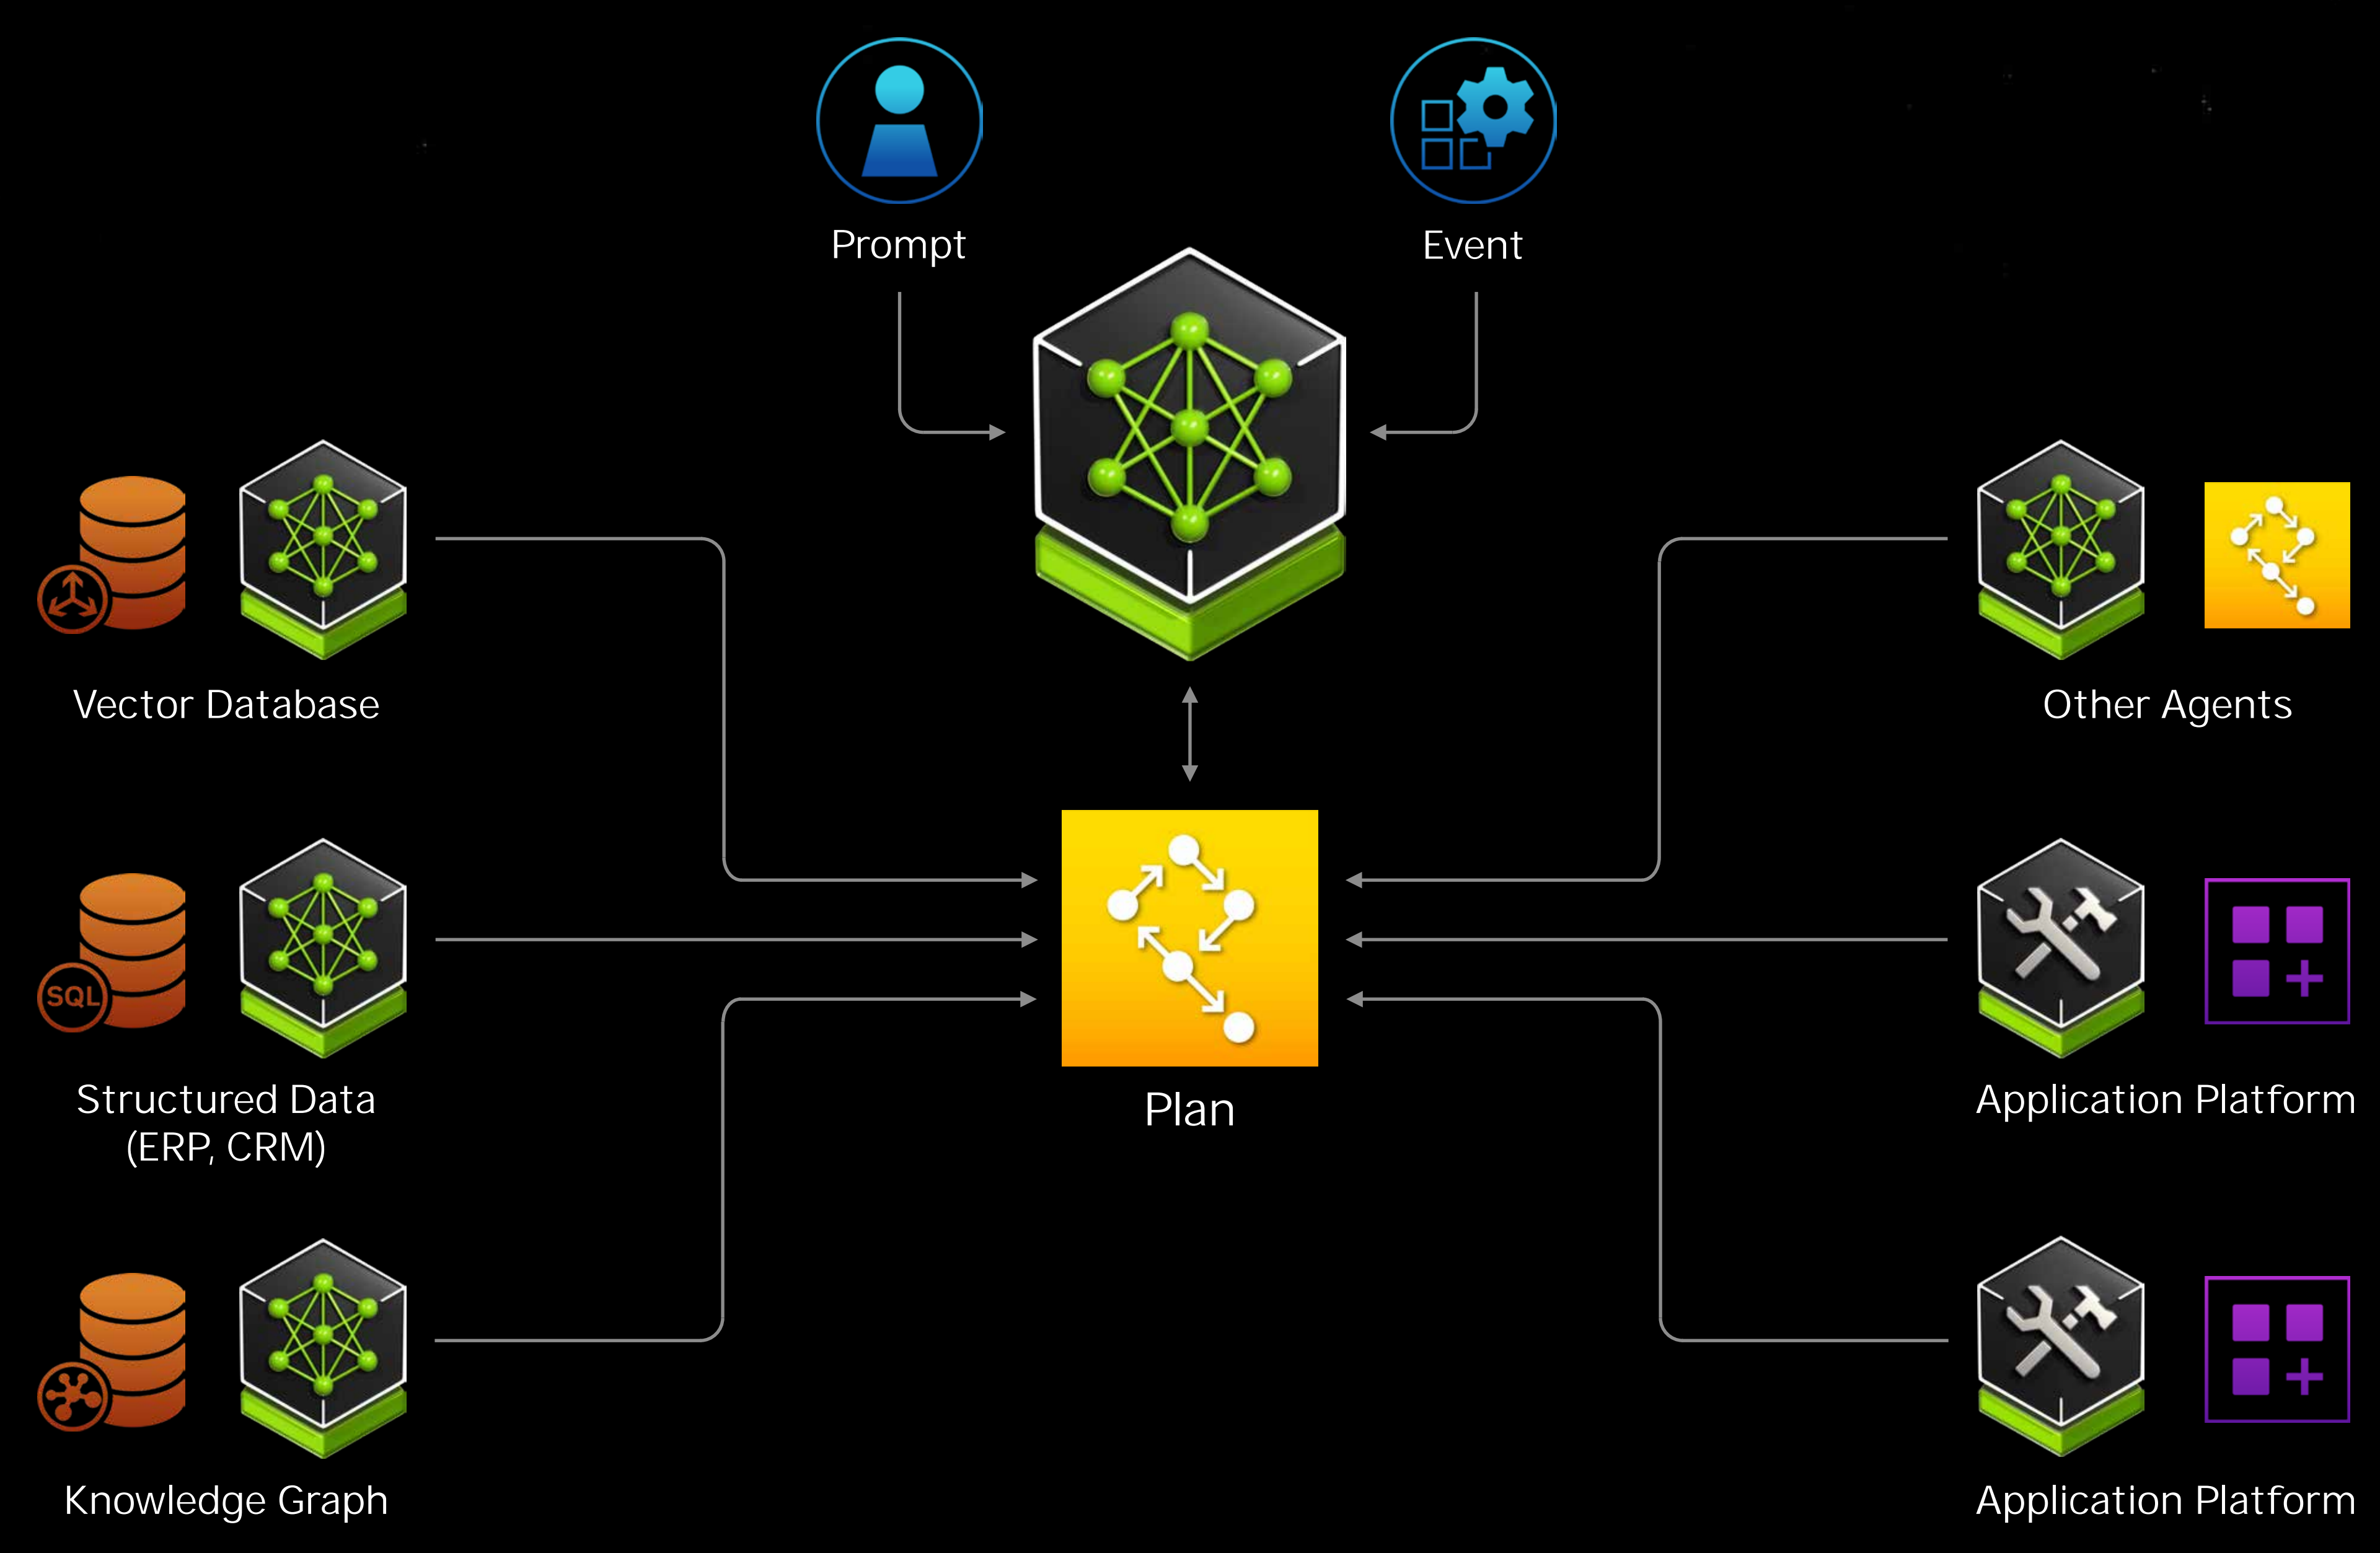 Prompt
Event
Vector Database
Other Agents
SQL
Structured Data
(ERP, CRM)
Plan
Application Platform
Knowledge Graph
Application Platform